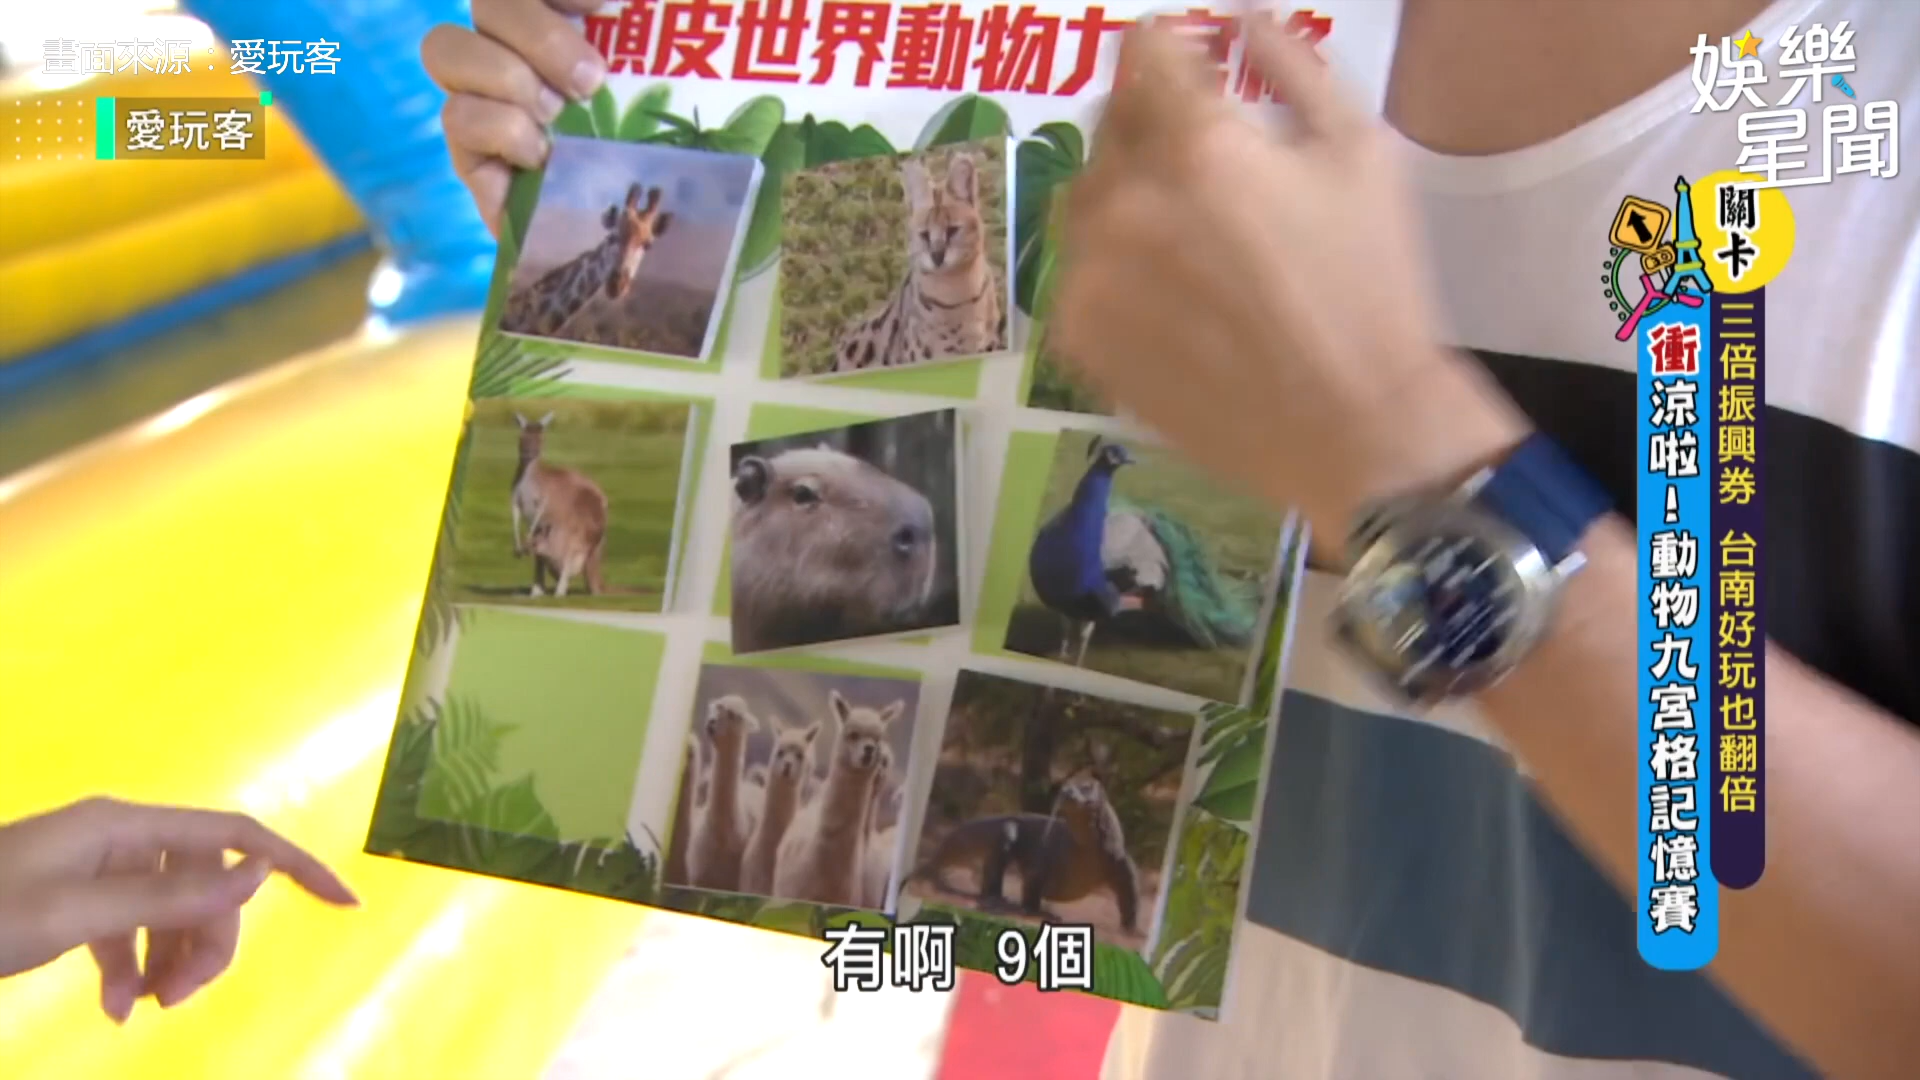 畫面來源：愛玩客
愛玩客
頑皮世界動物九宮格
娛樂
星聞
關卡
三倍振興券 台南好玩也翻倍
衝涼啦！動物九宮格記憶賽
有啊 9個